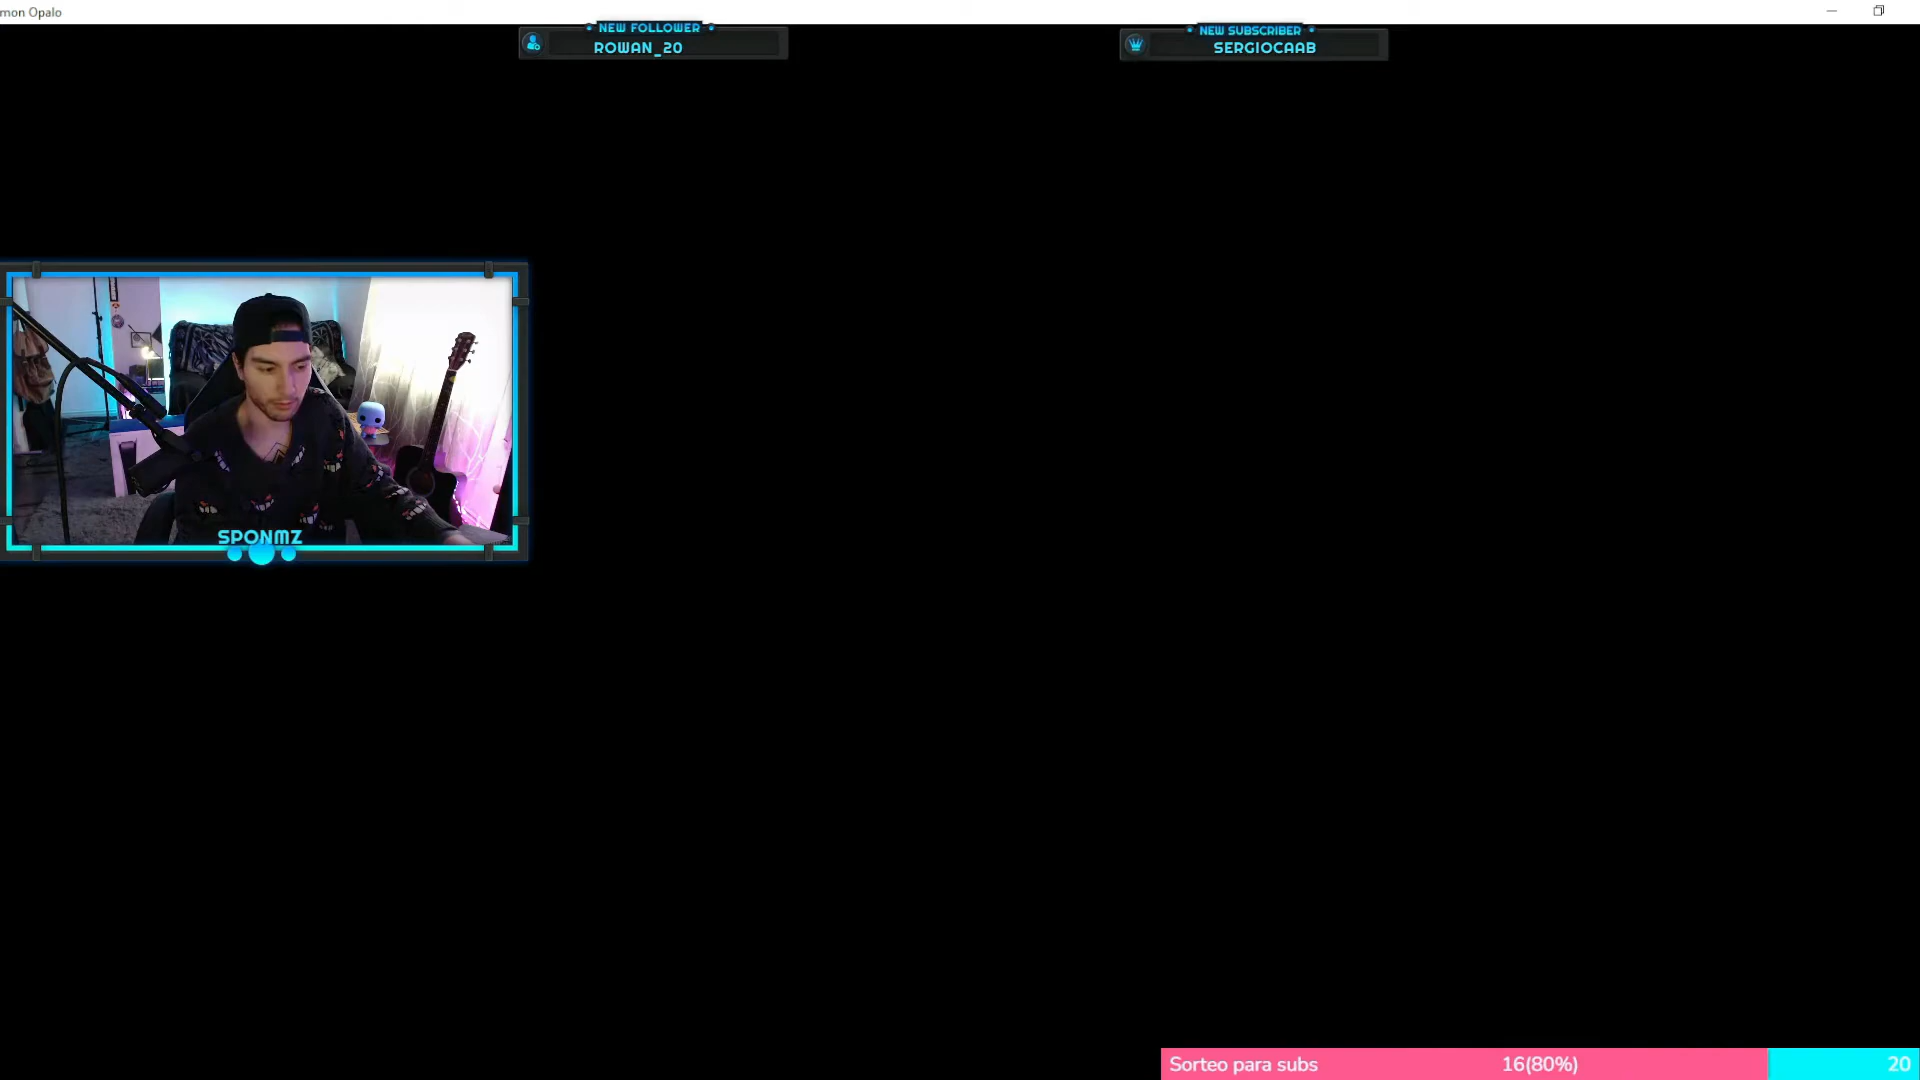 mon Opalo
NEW FOLLOWER
ROWAN_20
NEW SUBSCRIBER
SERGIOCAAB
SPONMZ
Sorteo para subs 16(80%) 20